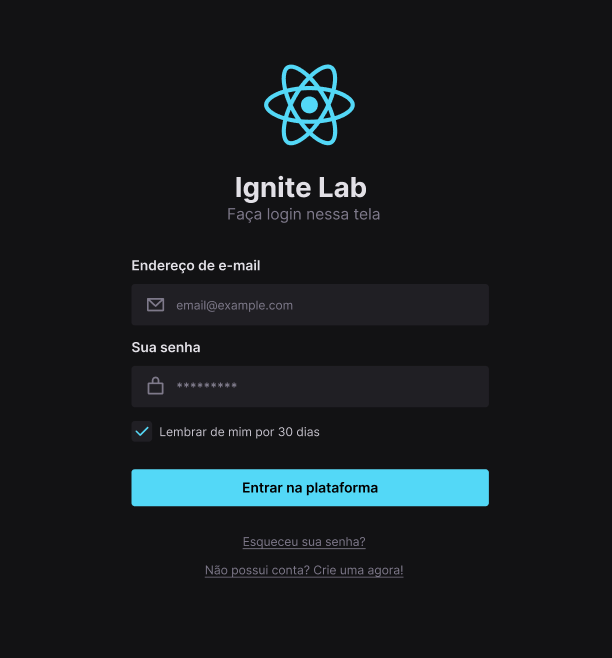 Ignite Lab
Faça login nessa tela
Endereço de e-mail
email@example.com
Sua senha
*********
Lembrar de mim por 30 dias
Entrar na plataforma
Esqueceu sua senha?
Não possui conta? Crie uma agora!